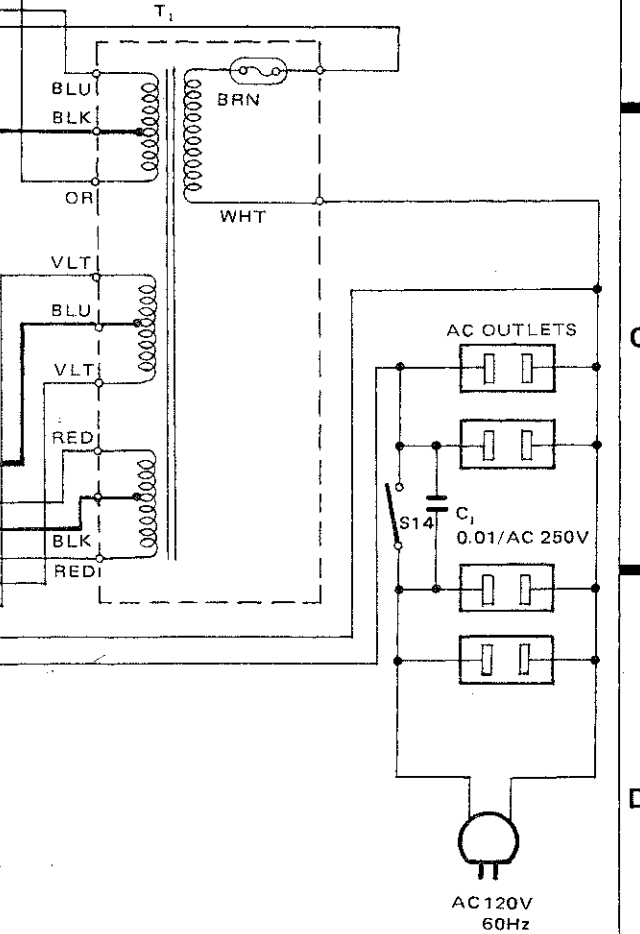 T1
BLU
BRN
BLK
OR
WHT
VLT
BLU
AC OUTLETS
VLT
RED
S14
C1
0.01/AC 250V
BLK
RED
D
AC120V
60Hz